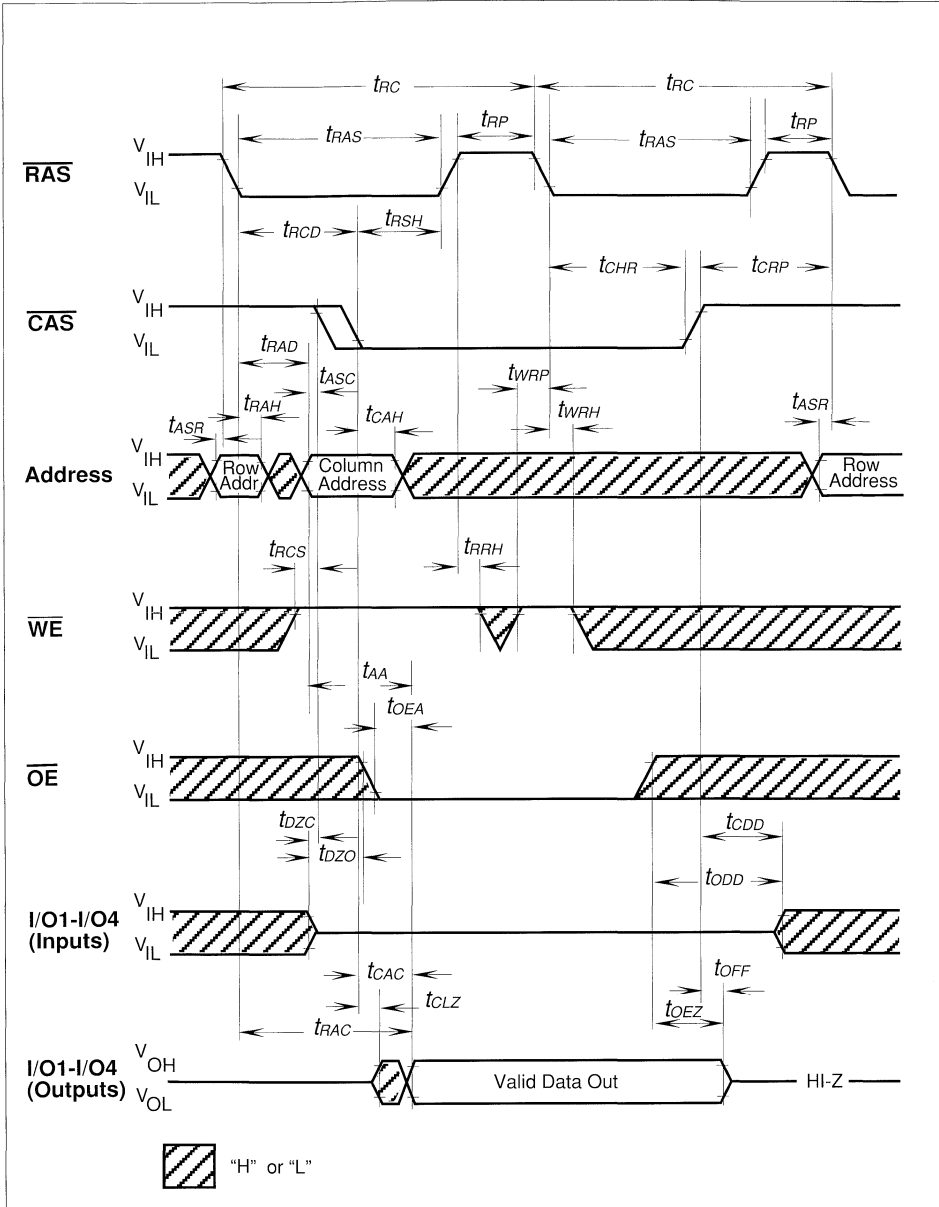 tRC tRC
tRAS tRP tRAS tRP
RAS VIH
VIL
tRCD tRSH
tCHR tCRP
CAS VIH
VIL
tRAD
tASC tWRP
tRAH tCAH tWRH
tASR tASR
Address VIH
VIL
Row Addr
Column Address
Row Address
tRCS tRRH
WE VIH
VIL
tAA
tOEA
OE VIH
VIL
tDZC tCDD
tDZO tODD
I/O1-I/O4 (Inputs) VIH
VIL
tCAC tOFF
tCLZ tOEZ
tRAC
I/O1-I/O4 (Outputs) VOH
VOL
Valid Data Out
HI-Z
"H" or "L"